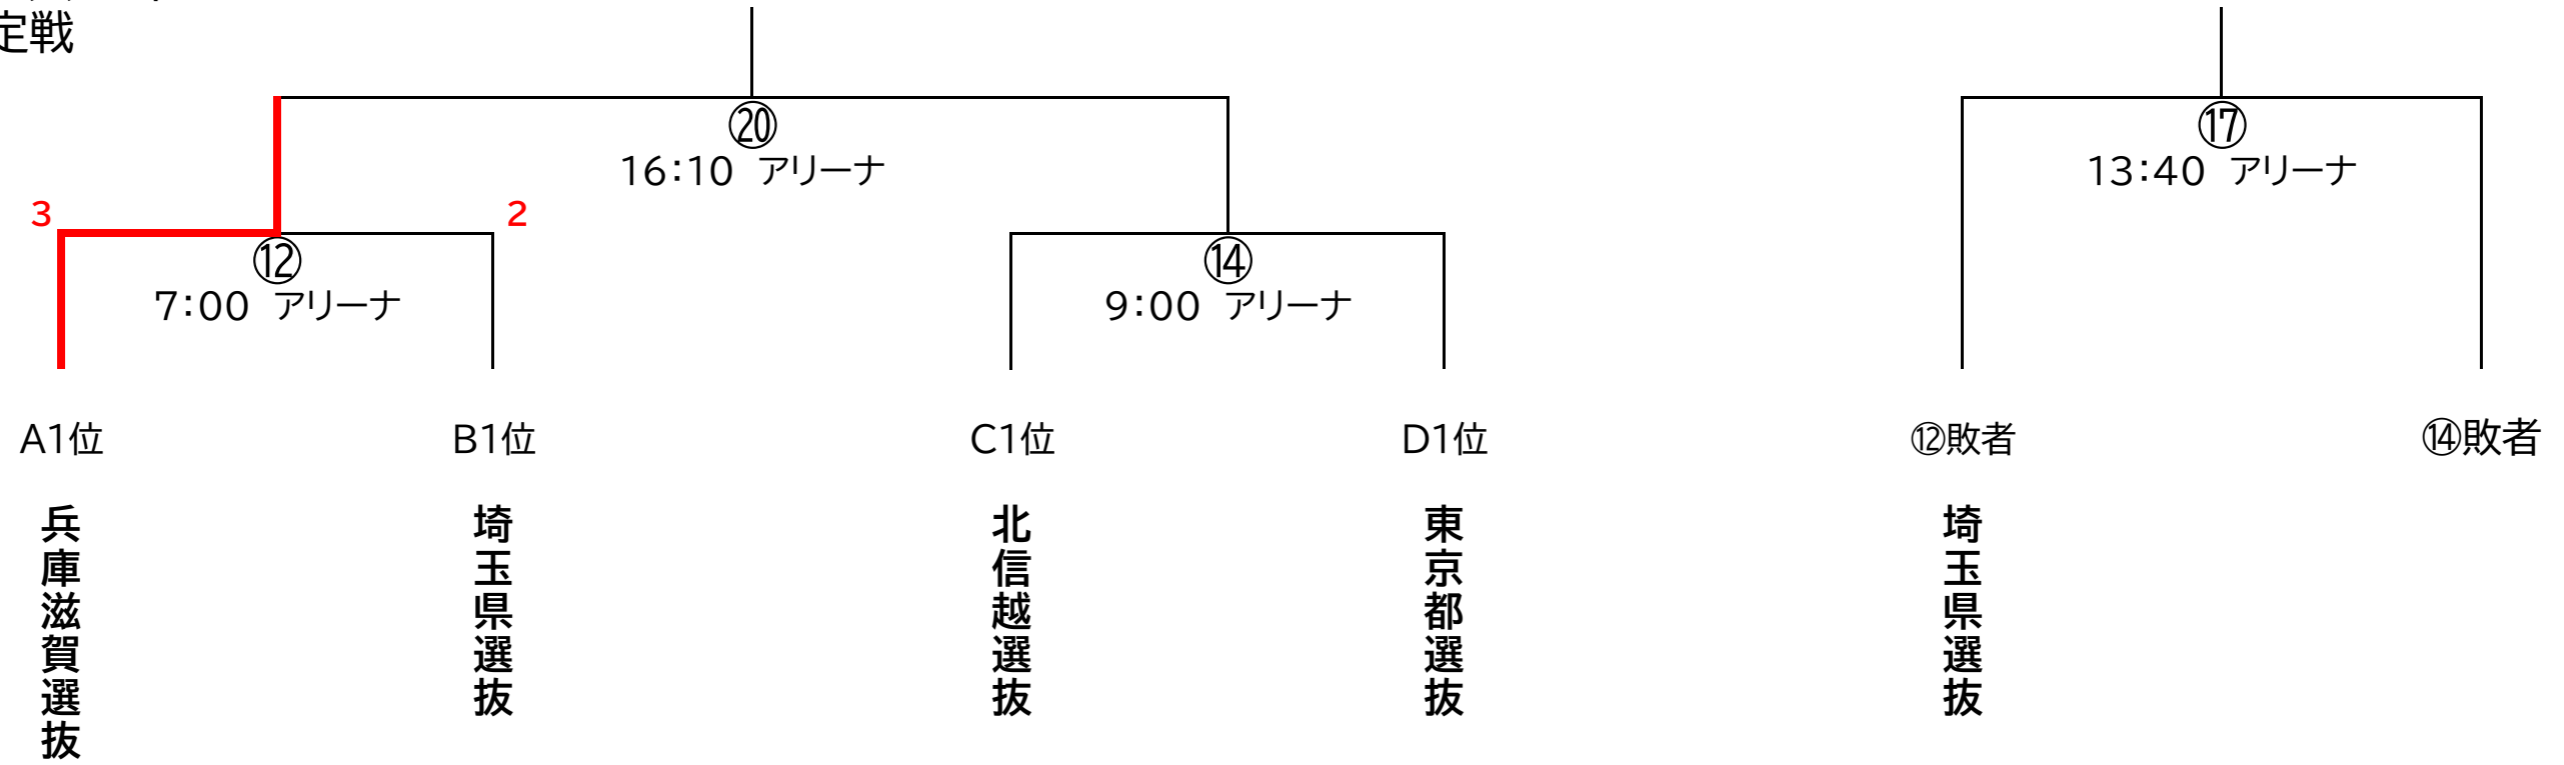 定戦
⑳
⑰
16:10 アリーナ
13:40 アリーナ
3
2
⑫
⑭
7:00 アリーナ
9:00 アリーナ
A1位
B1位
C1位
D1位
⑫敗者
⑭敗者
兵庫滋賀選抜
埼玉県選抜
北信越選抜
東京都選抜
埼玉県選抜